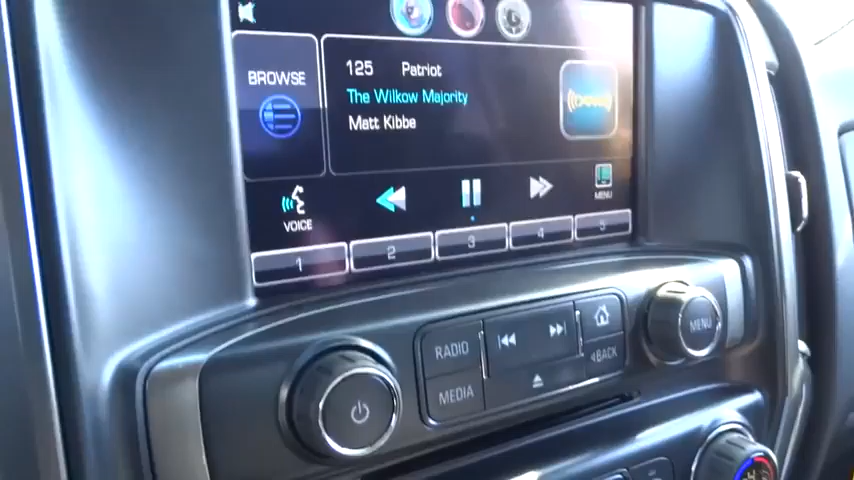 BROWSE
125 Patriot
The Wilkow Majority
Matt Kibbe
VOICE
MENU
1 2 3 4 5
RADIO
MEDIA
BACK
MENU